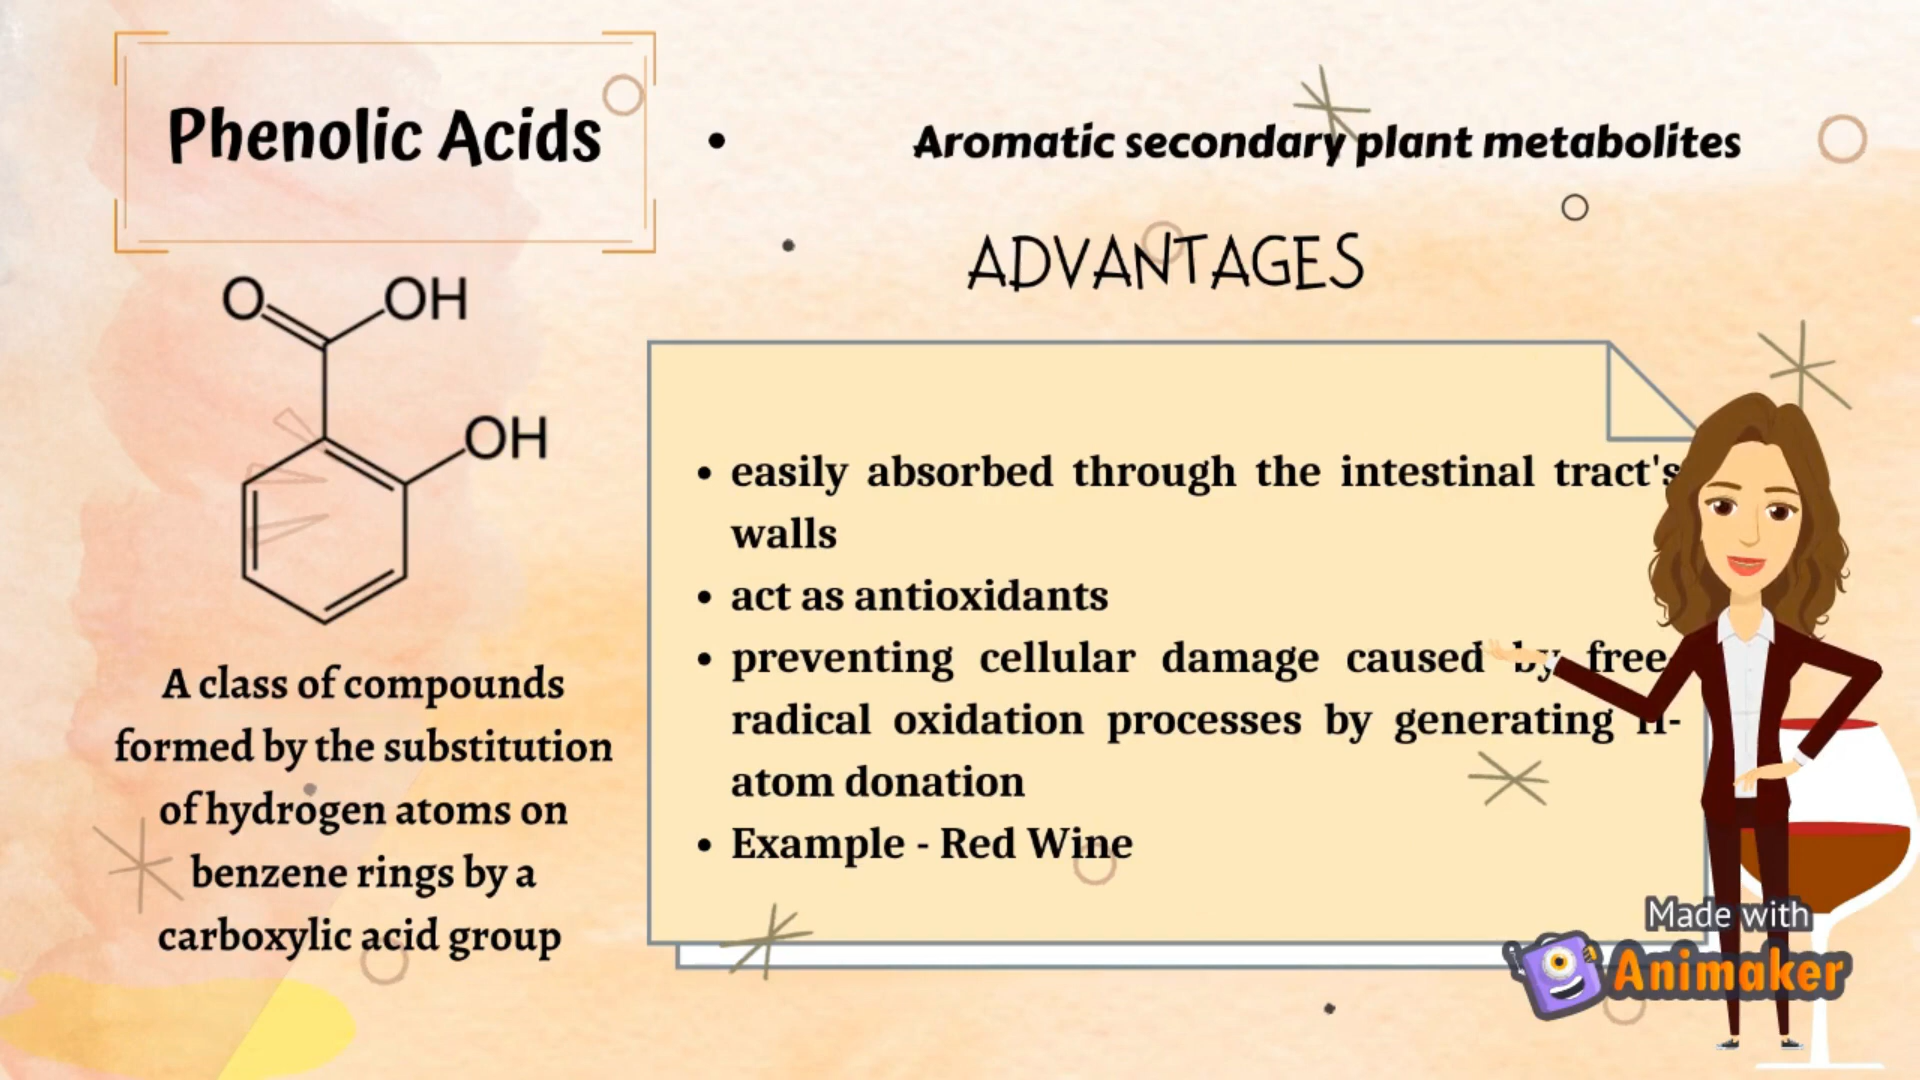 Phenolic Acids
• Aromatic secondary plant metabolites
ADVANTAGES
O
OH
OH
A class of compounds
formed by the substitution
of hydrogen atoms on
benzene rings by a
carboxylic acid group
• easily absorbed through the intestinal tract's
walls
• act as antioxidants
• preventing cellular damage caused by free
radical oxidation processes by generating H-
atom donation
• Example - Red Wine
Made with
Animaker